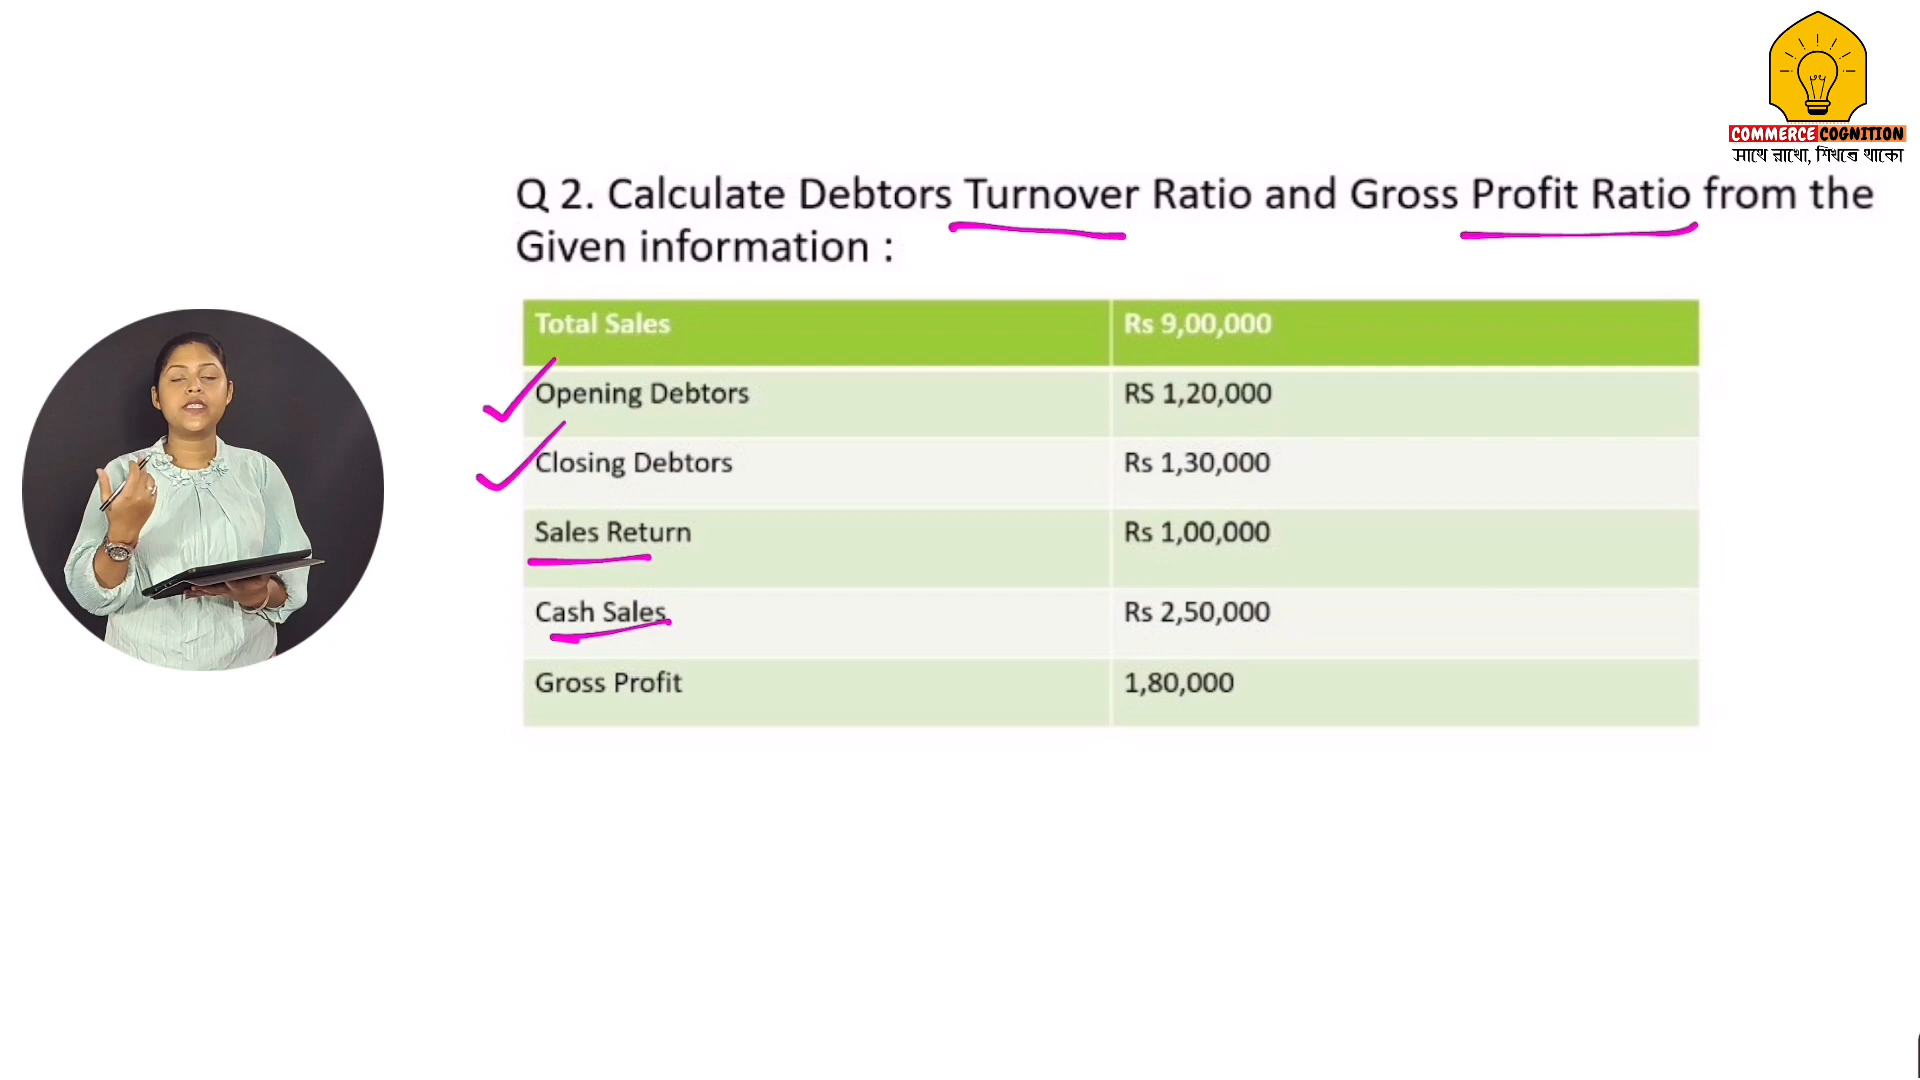 COMMERCE COGNITION
সাথে রাখো, শিখতে থাকো
Q 2. Calculate Debtors Turnover Ratio and Gross Profit Ratio from the
Given information :
Total Sales Rs 9,00,000
Opening Debtors RS 1,20,000
Closing Debtors Rs 1,30,000
Sales Return Rs 1,00,000
Cash Sales Rs 2,50,000
Gross Profit 1,80,000